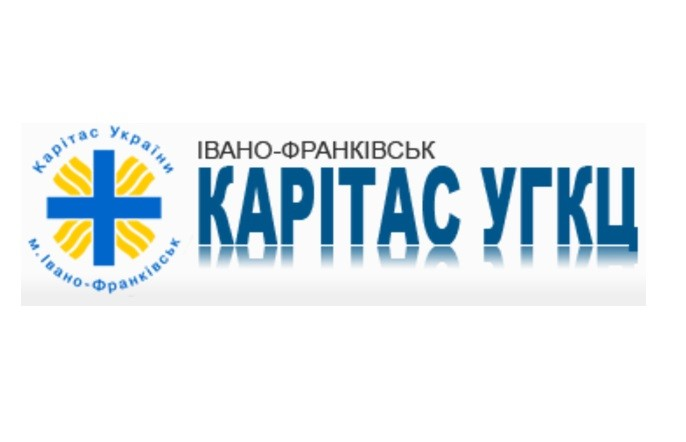 Карітас України
м.Івано-Франківськ
ІВАНО-ФРАНКІВСЬК
КАРІТАС УГКЦ